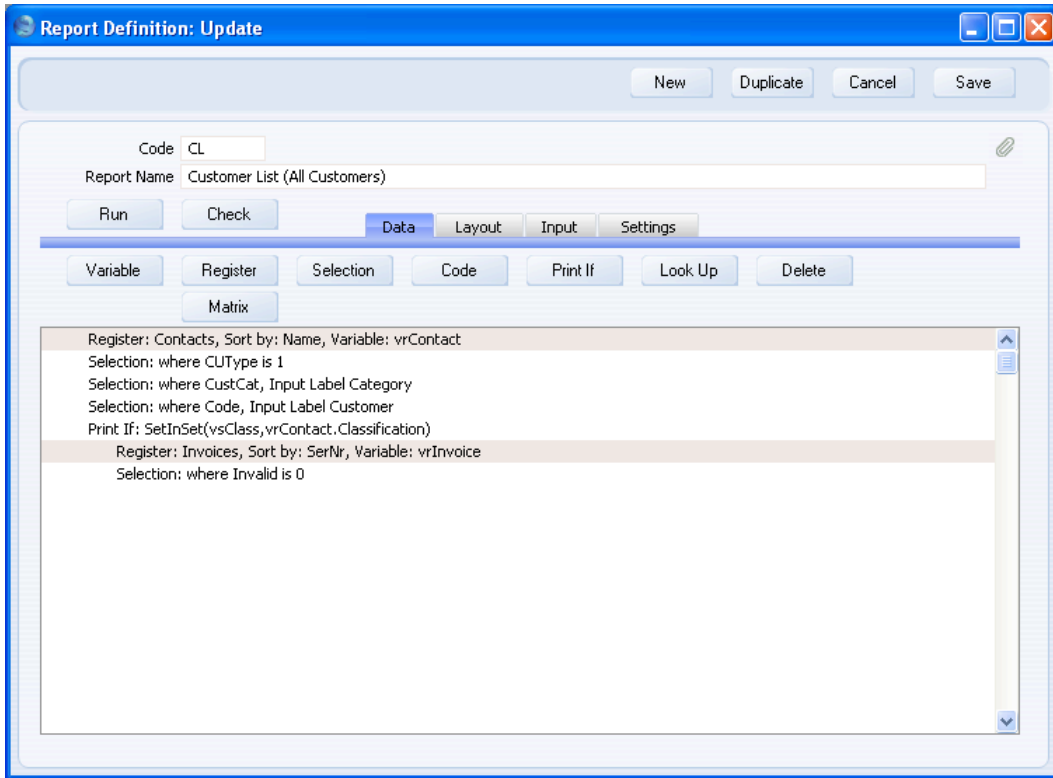 Report Definition: Update
New Duplicate Cancel Save
Code CL
Report Name Customer List (All Customers)
Run Check Data Layout Input Settings
Variable Register Selection Code Print If Look Up Delete
Matrix
Register: Contacts, Sort by: Name, Variable: vrContact
Selection: where CUType is 1
Selection: where CustCat, Input Label Category
Selection: where Code, Input Label Customer
Print If: SetInSet(vsClass,vrContact.Classification)
Register: Invoices, Sort by: SerNr, Variable: vrInvoice
Selection: where Invalid is 0